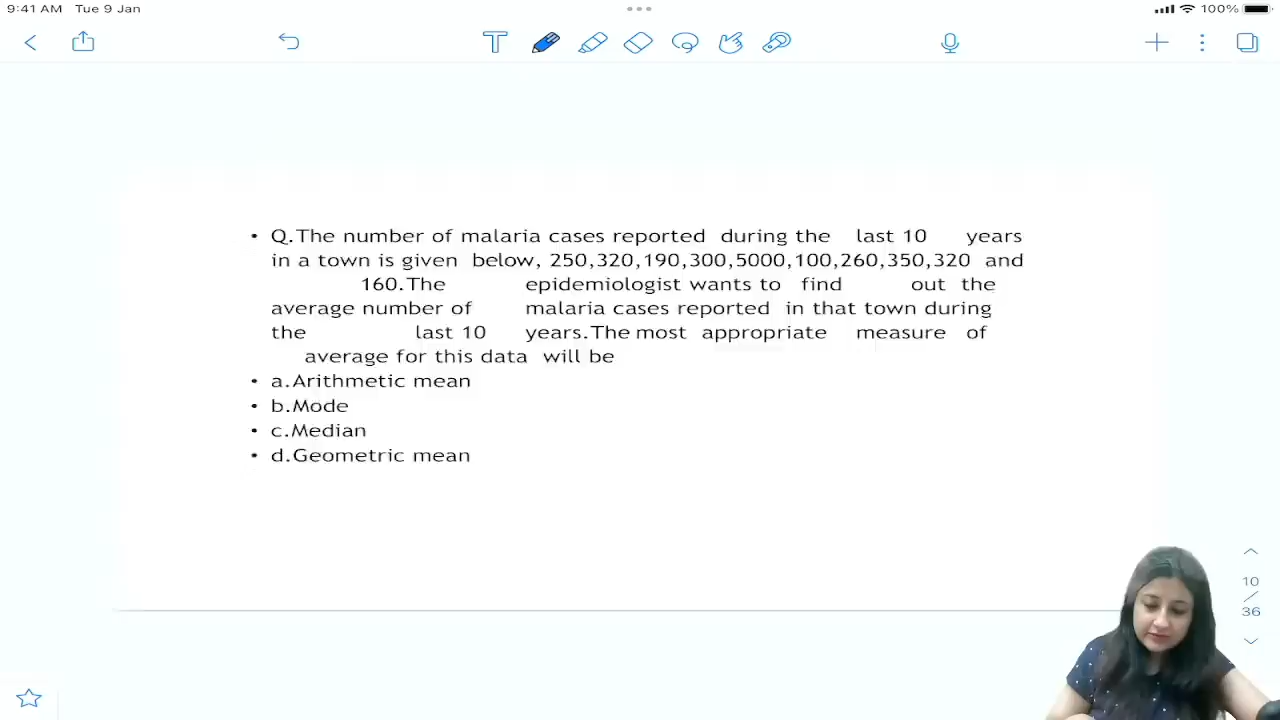 9:41 AM Tue 9 Jan
100%
• Q.The number of malaria cases reported during the last 10 years
in a town is given below, 250,320,190,300,5000,100,260,350,320 and
160.The epidemiologist wants to find out the
average number of malaria cases reported in that town during
the last 10 years.The most appropriate measure of
average for this data will be
• a.Arithmetic mean
• b.Mode
• c.Median
• d.Geometric mean
10
/
36